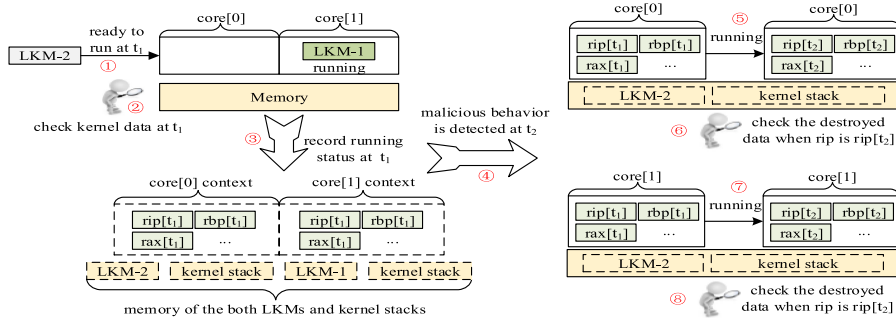 core[0]
core[1]
ready to
run at t₁
LKM-2
①
LKM-1
running
②
Memory
check kernel data at t₁
③
record running
status at t₁
malicious behavior
is detected at t₂
④
core[0] context
core[1] context
rip[t₁]
rbp[t₁]
rax[t₁]
...
rip[t₁]
rbp[t₁]
rax[t₁]
...
LKM-2
kernel stack
LKM-1
kernel stack
memory of the both LKMs and kernel stacks
core[0]
core[0]
⑤
running
rip[t₁]
rbp[t₁]
rax[t₁]
...
rip[t₂]
rbp[t₂]
rax[t₂]
...
LKM-2
kernel stack
⑥
check the destroyed
data when rip is rip[t₂]
core[1]
core[1]
⑦
running
rip[t₁]
rbp[t₁]
rax[t₁]
...
rip[t₂]
rbp[t₂]
rax[t₂]
...
LKM-2
kernel stack
⑧
check the destroyed
data when rip is rip[t₂]